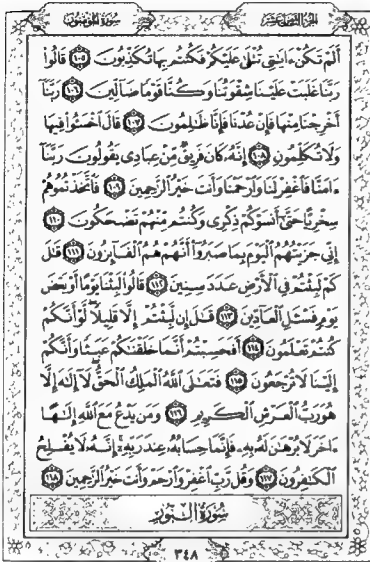 سورة المؤمنون الجزء الثامن عشر
أَلَمْ تَكُنْ ءَايَٰتِى تُتْلَىٰ عَلَيْكُمْ فَكُنتُم بِهَا تُكَذِّبُونَ ١٠٥ قَالُوا۟
رَبَّنَا غَلَبَتْ عَلَيْنَا شِقْوَتُنَا وَكُنَّا قَوْمًا ضَآلِّينَ ١٠٦ رَبَّنَآ
أَخْرِجْنَا مِنْهَا فَإِنْ عُدْنَا فَإِنَّا ظَٰلِمُونَ ١٠٧ قَالَ ٱخْسَـُٔوا۟ فِيهَا
وَلَا تُكَلِّمُونِ ١٠٨ إِنَّهُۥ كَانَ فَرِيقٌ مِّنْ عِبَادِى يَقُولُونَ رَبَّنَآ
ءَامَنَّا فَٱغْفِرْ لَنَا وَٱرْحَمْنَا وَأَنتَ خَيْرُ ٱلرَّٰحِمِينَ ١٠٩ فَٱتَّخَذْتُمُوهُمْ
سِخْرِيًّا حَتَّىٰٓ أَنسَوْكُمْ ذِكْرِى وَكُنتُم مِّنْهُمْ تَضْحَكُونَ ١١٠
إِنِّى جَزَيْتُهُمُ ٱلْيَوْمَ بِمَا صَبَرُوٓا۟ أَنَّهُمْ هُمُ ٱلْفَآئِزُونَ ١١١ قَٰلَ
كَمْ لَبِثْتُمْ فِى ٱلْأَرْضِ عَدَدَ سِنِينَ ١١٢ قَالُوا۟ لَبِثْنَا يَوْمًا أَوْ بَعْضَ
يَوْمٍ فَسْـَٔلِ ٱلْعَآدِّينَ ١١٣ قَٰلَ إِن لَّبِثْتُمْ إِلَّا قَلِيلًا لَّوْ أَنَّكُمْ
كُنتُمْ تَعْلَمُونَ ١١٤ أَفَحَسِبْتُمْ أَنَّمَا خَلَقْنَٰكُمْ عَبَثًا وَأَنَّكُمْ
إِلَيْنَا لَا تُرْجَعُونَ ١١٥ فَتَعَٰلَى ٱللَّهُ ٱلْمَلِكُ ٱلْحَقُّ لَآ إِلَٰهَ إِلَّا
هُوَ رَبُّ ٱلْعَرْشِ ٱلْكَرِيمِ ١١٦ وَمَن يَدْعُ مَعَ ٱللَّهِ إِلَٰهًا
ءَاخَرَ لَا بُرْهَٰنَ لَهُۥ بِهِۦ فَإِنَّمَا حِسَابُهُۥ عِندَ رَبِّهِۦٓ إِنَّهُۥ لَا يُفْلِحُ
ٱلْكَٰفِرُونَ ١١٧ وَقُل رَّبِّ ٱغْفِرْ وَٱرْحَمْ وَأَنتَ خَيْرُ ٱلرَّٰحِمِينَ ١١٨
سُورَةُ النُّورِ
٣٤٨